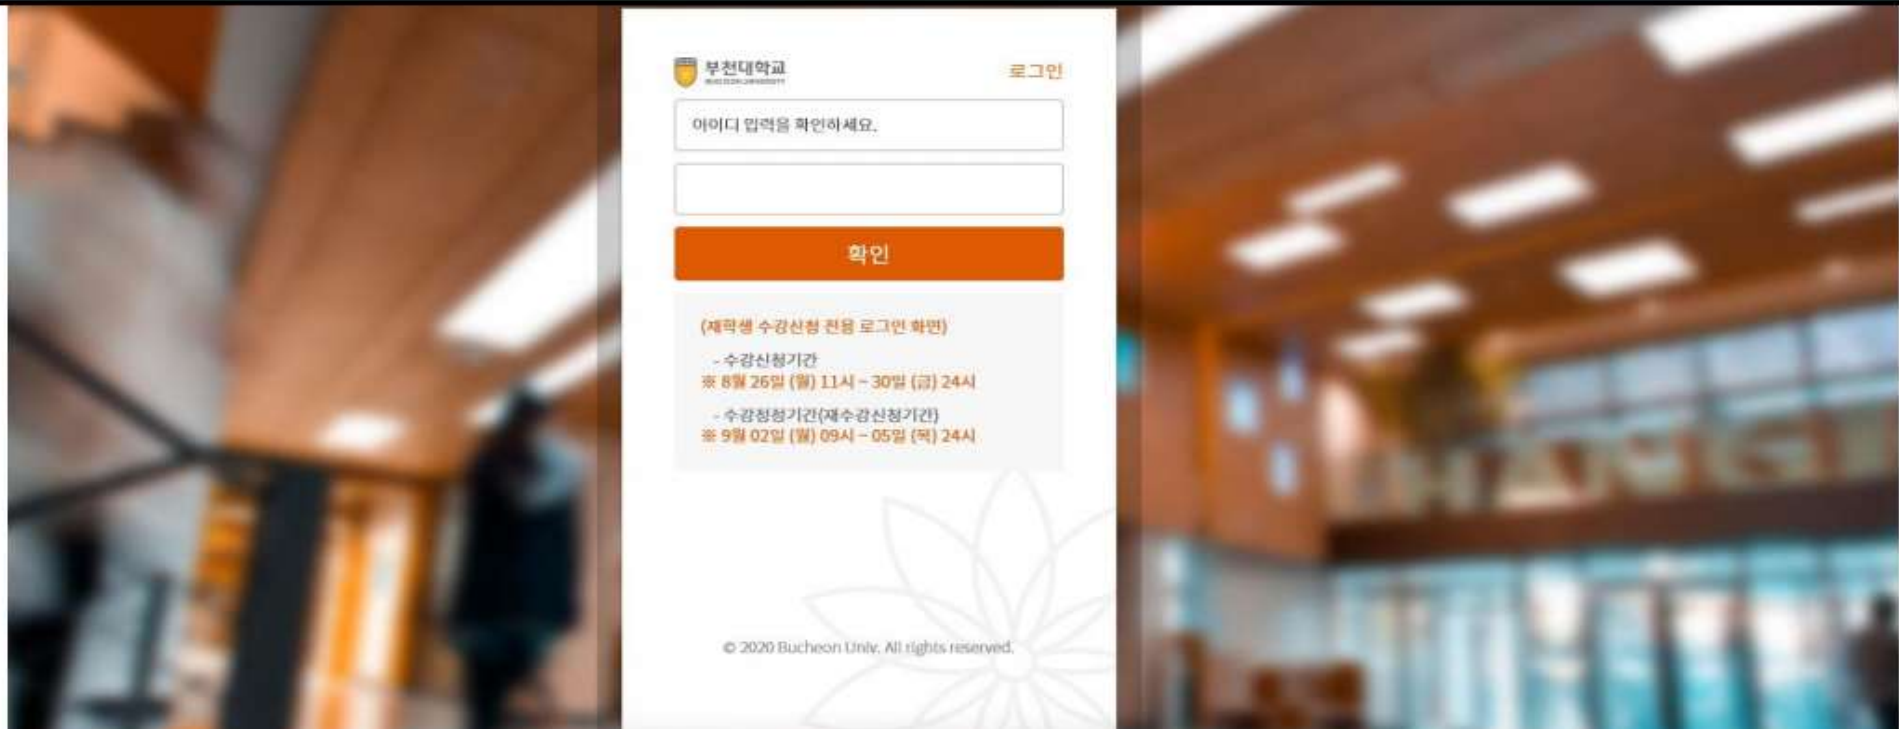 부천대학교
BUCHEON UNIVERSITY
로그인
아이디 입력을 확인하세요.
확인
(재학생 수강신청 전용 로그인 화면)
- 수강신청기간
※ 8월 26일 (월) 11시 ~ 30일 (금) 24시
- 수강정정기간(재수강신청기간)
※ 9월 02일 (월) 09시 ~ 05일 (목) 24시
© 2020 Bucheon Univ. All rights reserved.
HANGE